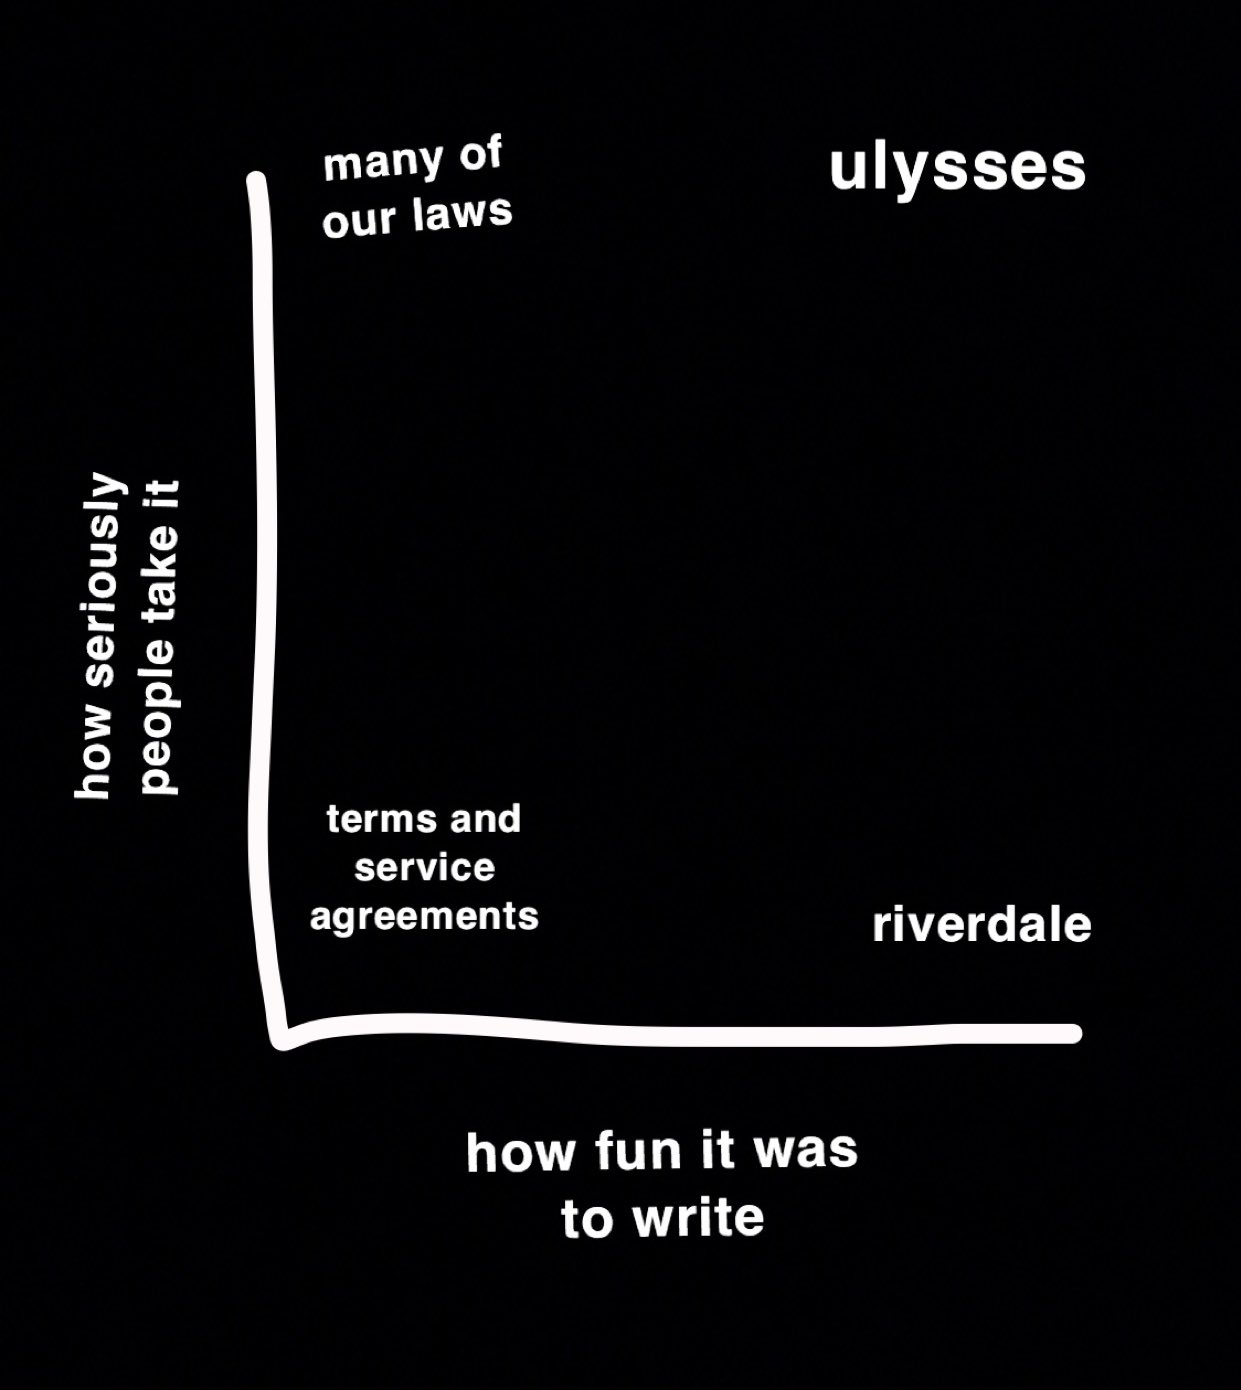 many of
our laws
ulysses
how seriously
people take it
terms and
service
agreements
riverdale
how fun it was
to write